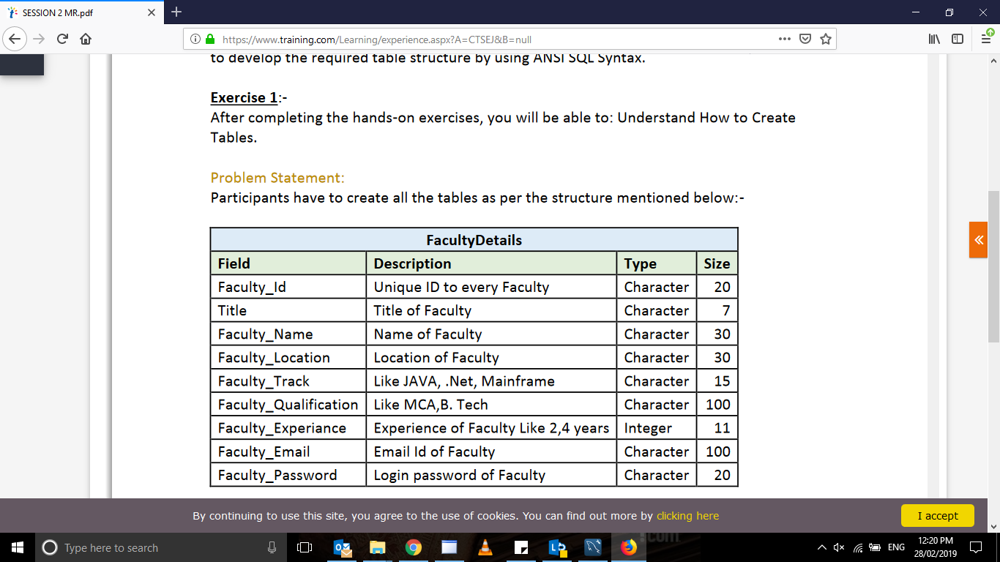 SESSION 2 MR.pdf
https://www.training.com/Learning/experience.aspx?A=CTSEJ&B=null
to develop the required table structure by using ANSI SQL Syntax.
Exercise 1:-
After completing the hands-on exercises, you will be able to: Understand How to Create
Tables.
Problem Statement:
Participants have to create all the tables as per the structure mentioned below:-
FacultyDetails
Field Description Type Size
Faculty_Id Unique ID to every Faculty Character 20
Title Title of Faculty Character 7
Faculty_Name Name of Faculty Character 30
Faculty_Location Location of Faculty Character 30
Faculty_Track Like JAVA, .Net, Mainframe Character 15
Faculty_Qualification Like MCA,B. Tech Character 100
Faculty_Experiance Experience of Faculty Like 2,4 years Integer 11
Faculty_Email Email Id of Faculty Character 100
Faculty_Password Login password of Faculty Character 20
By continuing to use this site, you agree to the use of cookies. You can find out more by clicking here
I accept
Type here to search
.com
ENG
12:20 PM
28/02/2019